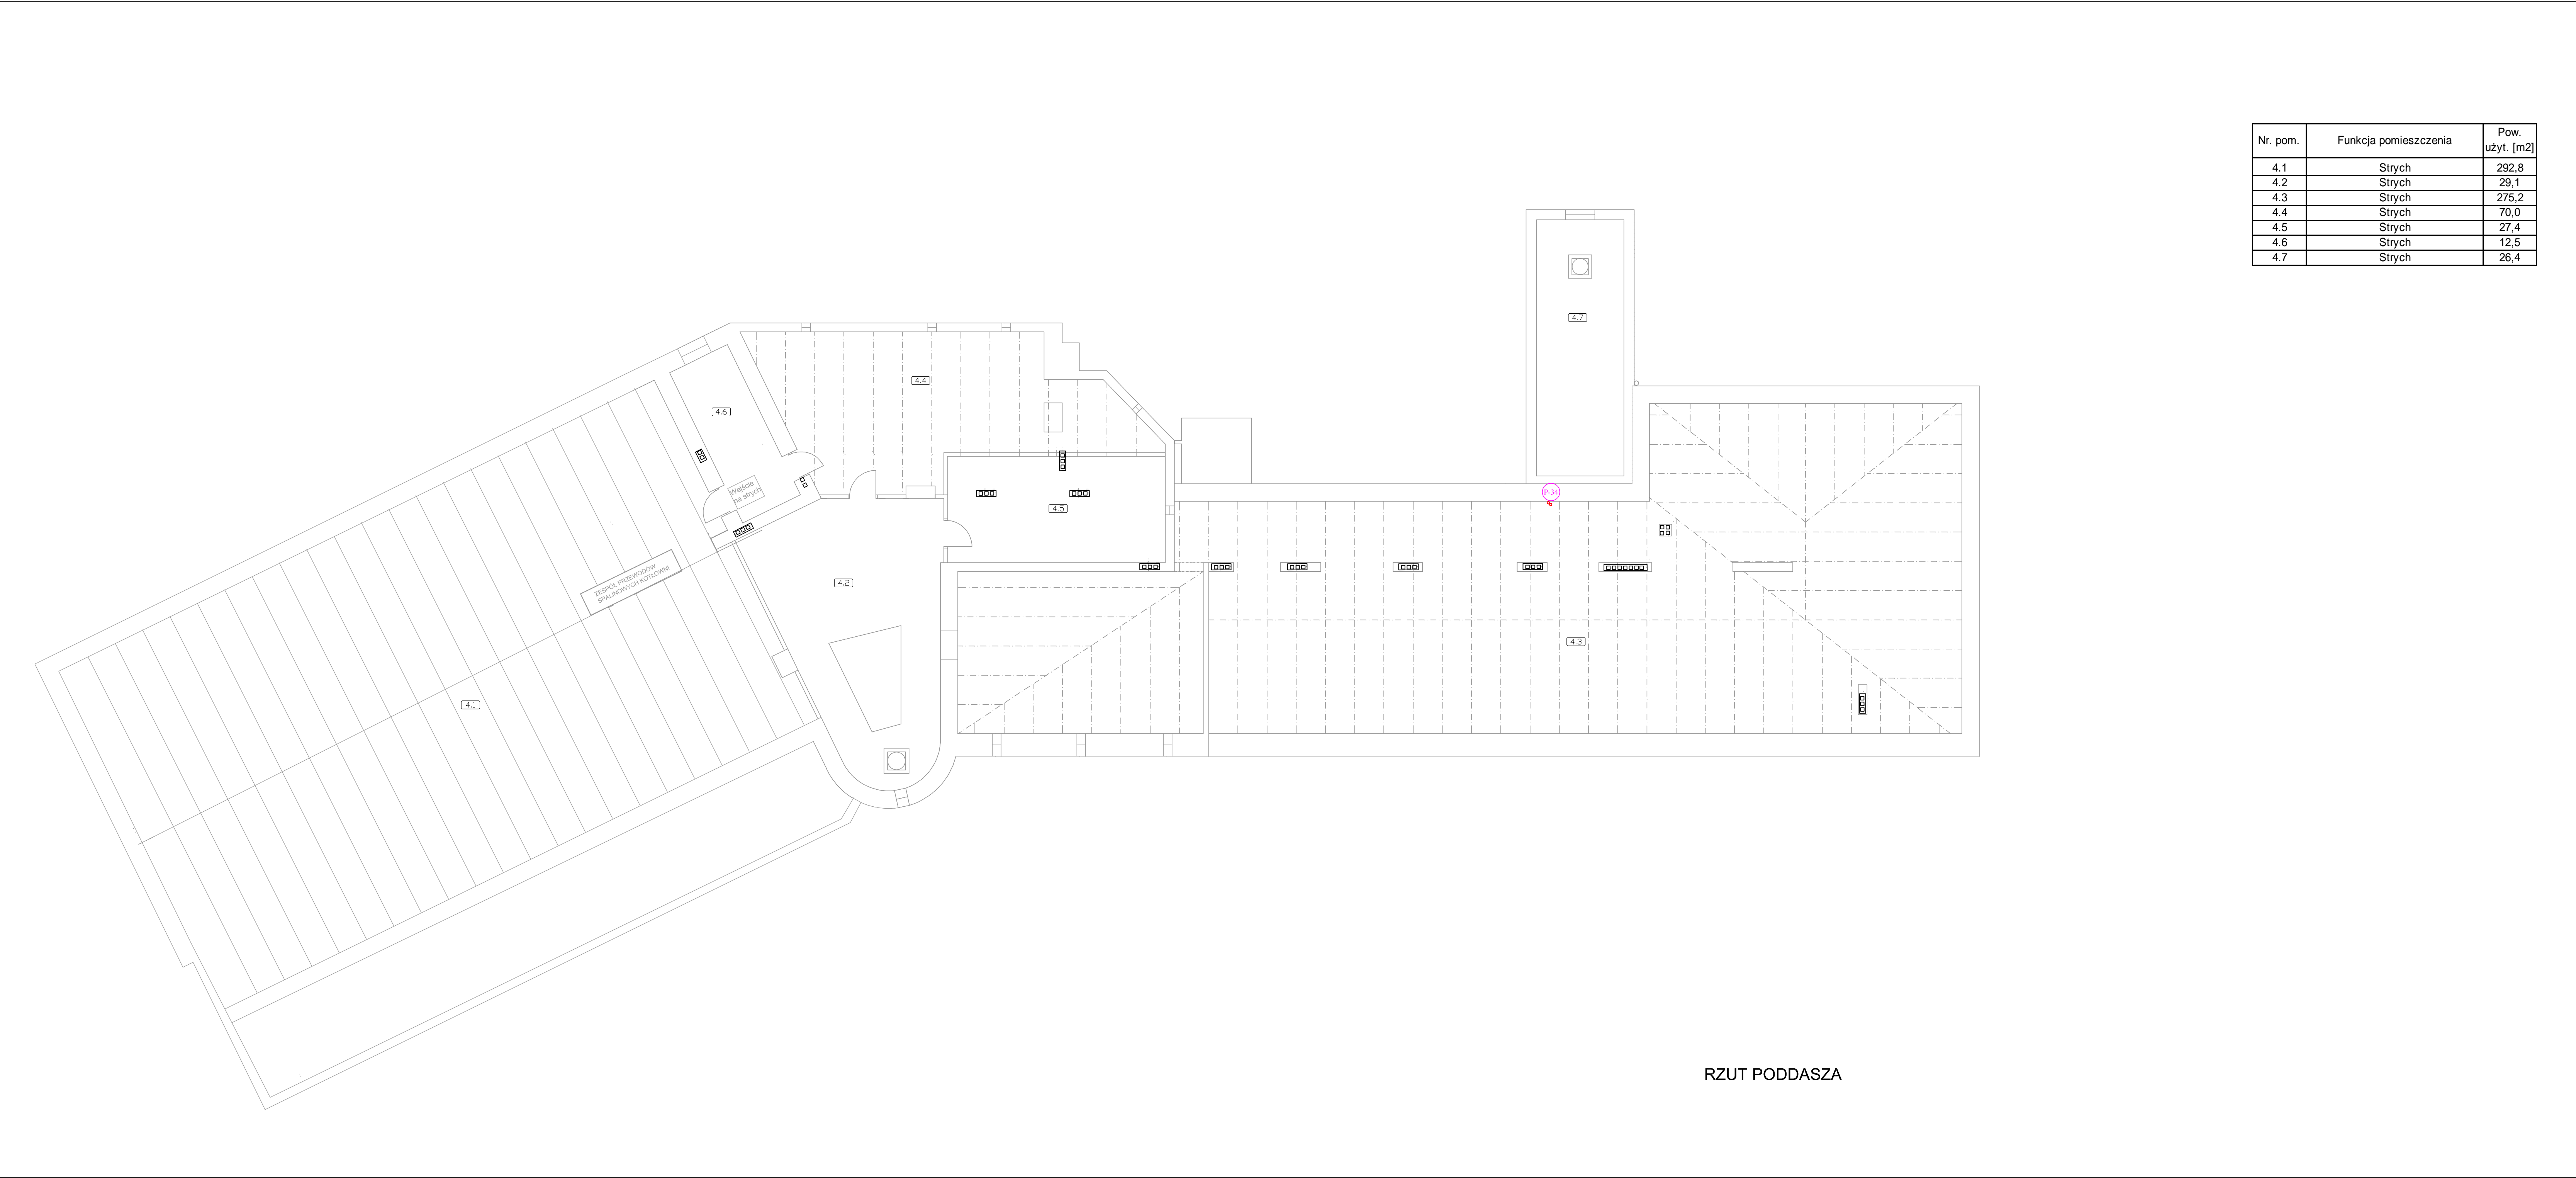 Nr. pom. Funkcja pomieszczenia Pow. użyt. [m2]
4.1 Strych 292,8
4.2 Strych 29,1
4.3 Strych 275,2
4.4 Strych 70,0
4.5 Strych 27,4
4.6 Strych 12,5
4.7 Strych 26,4
4.7
4.4
4.6
Wejście
na strych
P-34
4.5
ZESPÓŁ PRZEWODÓW
SPALINOWYCH KOTŁOWNI
4.2
4.3
4.1
RZUT PODDASZA